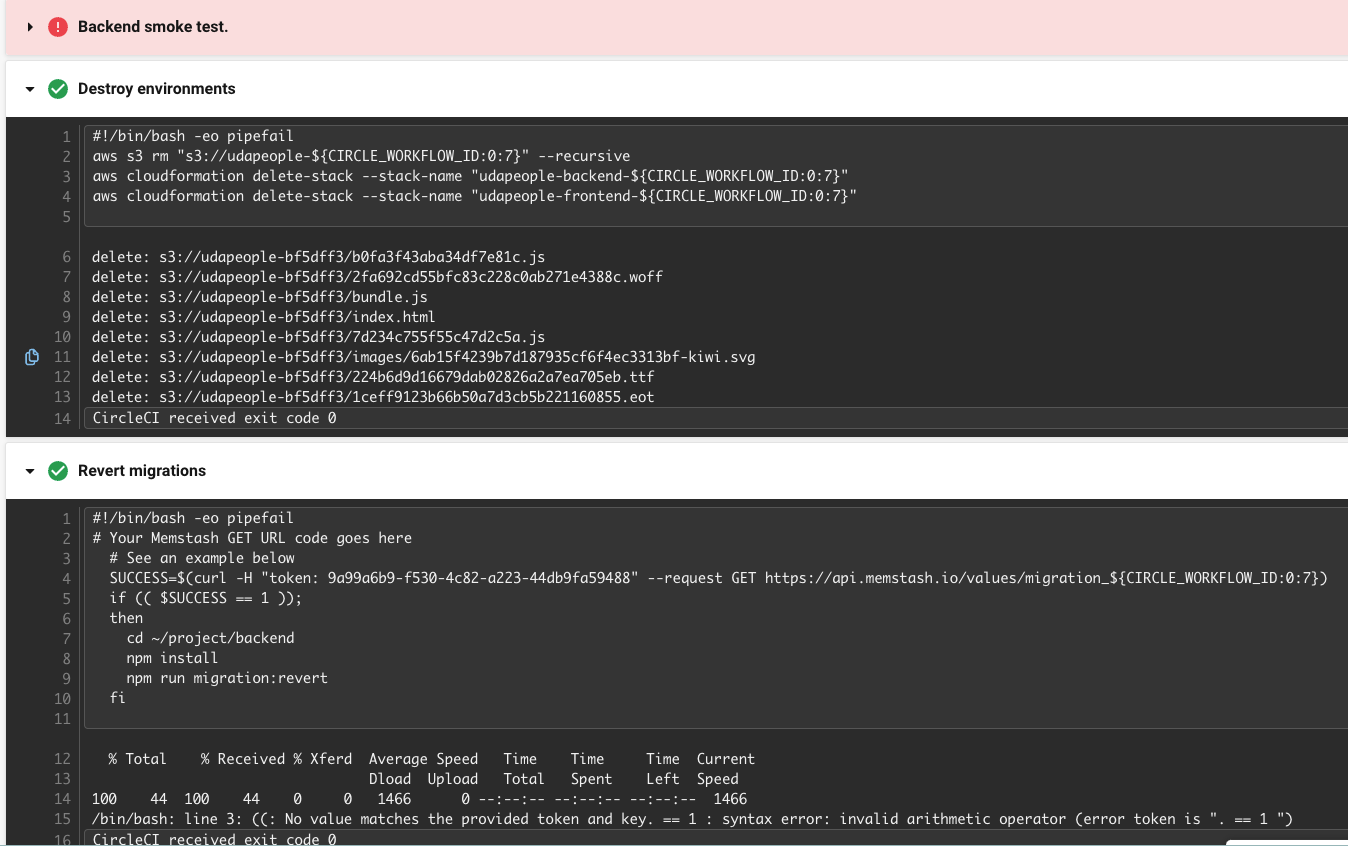 Backend smoke test.
Destroy environments
1 #!/bin/bash -eo pipefail
2 aws s3 rm "s3://udapeople-${CIRCLE_WORKFLOW_ID:0:7}" --recursive
3 aws cloudformation delete-stack --stack-name "udapeople-backend-${CIRCLE_WORKFLOW_ID:0:7}"
4 aws cloudformation delete-stack --stack-name "udapeople-frontend-${CIRCLE_WORKFLOW_ID:0:7}"
5
6 delete: s3://udapeople-bf5dff3/b0fa3f43aba34df7e81c.js
7 delete: s3://udapeople-bf5dff3/2fa692cd55bfc83c228c0ab271e4388c.woff
8 delete: s3://udapeople-bf5dff3/bundle.js
9 delete: s3://udapeople-bf5dff3/index.html
10 delete: s3://udapeople-bf5dff3/7d234c755f55c47d2c5a.js
11 delete: s3://udapeople-bf5dff3/images/6ab15f4239b7d187935cf6f4ec3313bf-kiwi.svg
12 delete: s3://udapeople-bf5dff3/224b6d9d16679dab02826a2a7ea705eb.ttf
13 delete: s3://udapeople-bf5dff3/1ceff9123b66b50a7d3cb5b221160855.eot
14 CircleCI received exit code 0
Revert migrations
1 #!/bin/bash -eo pipefail
2 # Your Memstash GET URL code goes here
3 # See an example below
4 SUCCESS=$(curl -H "token: 9a99a6b9-f530-4c82-a223-44db9fa59488" --request GET https://api.memstash.io/values/migration_${CIRCLE_WORKFLOW_ID:0:7})
5 if (( $SUCCESS == 1 ));
6 then
7 cd ~/project/backend
8 npm install
9 npm run migration:revert
10 fi
11
12 % Total % Received % Xferd Average Speed Time Time Time Current
13 Dload Upload Total Spent Left Speed
14 100 44 100 44 0 0 1466 0 --:--:-- --:--:-- --:--:-- 1466
15 /bin/bash: line 3: ((: No value matches the provided token and key. == 1 : syntax error: invalid arithmetic operator (error token is ". == 1 ")
16 CircleCI received exit code 0